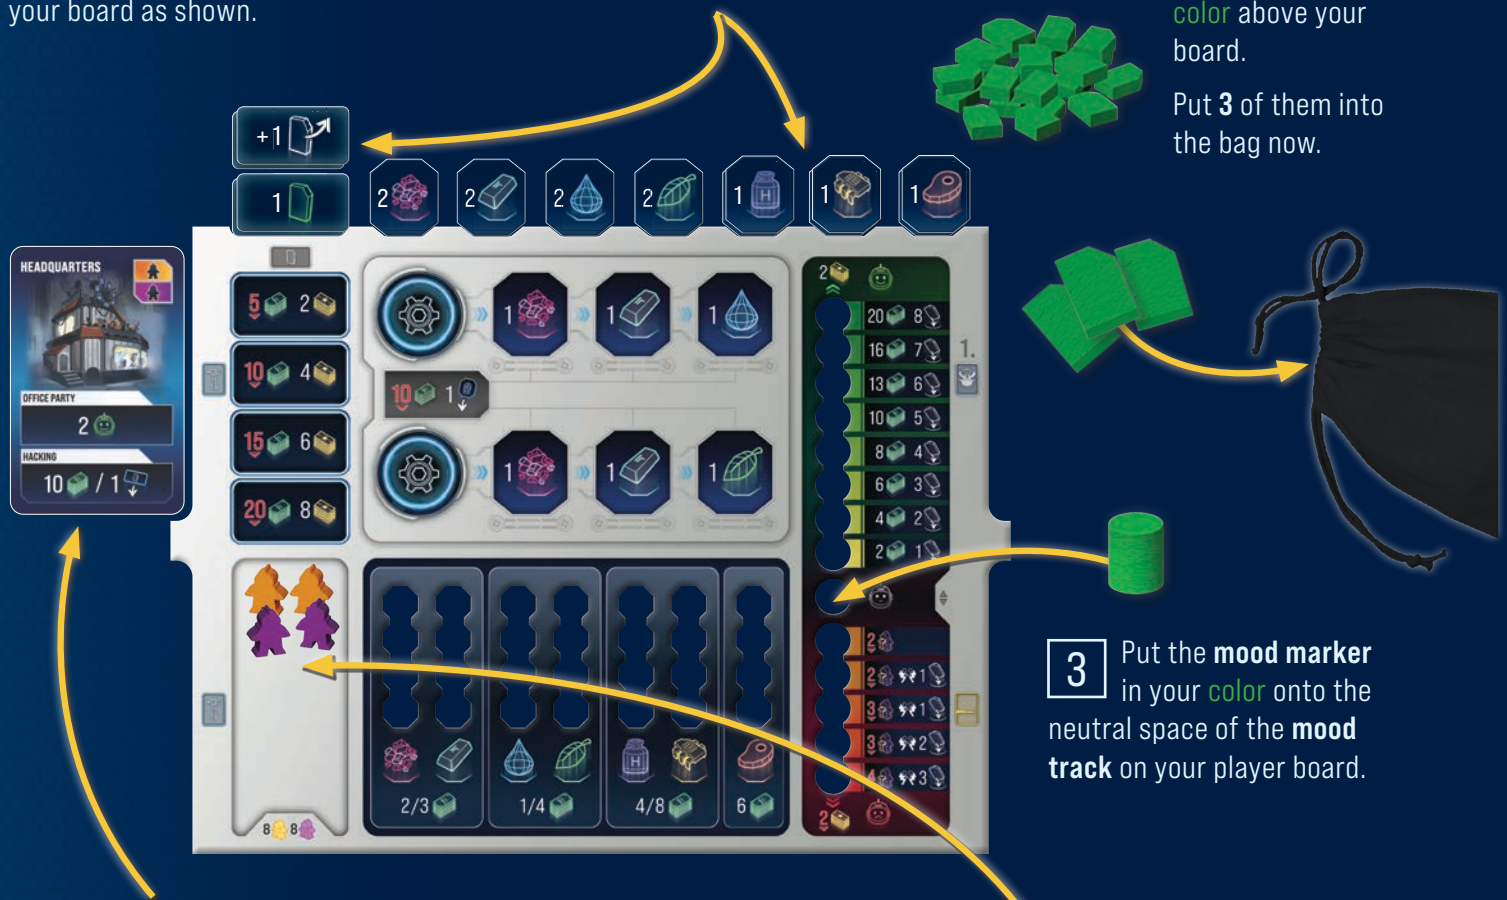 your board as shown.
color above your
board.
Put 3 of them into
the bag now.
+1
1
2
2
2
2
1
1
1
HEADQUARTERS
OFFICE PARTY
2
HACKING
10 / 1
5 2
10 4
15 6
20 8
1 1 1
10 1
1 1 1
2
20 8
16 7
13 6
10 5
8 4
6 3
4 2
2 1
1.
2
2 1
3 1
3 2
4 3
2
2/3
1/4
4/8
6
8 8
3 Put the mood marker
in your color onto the
neutral space of the mood
track on your player board.